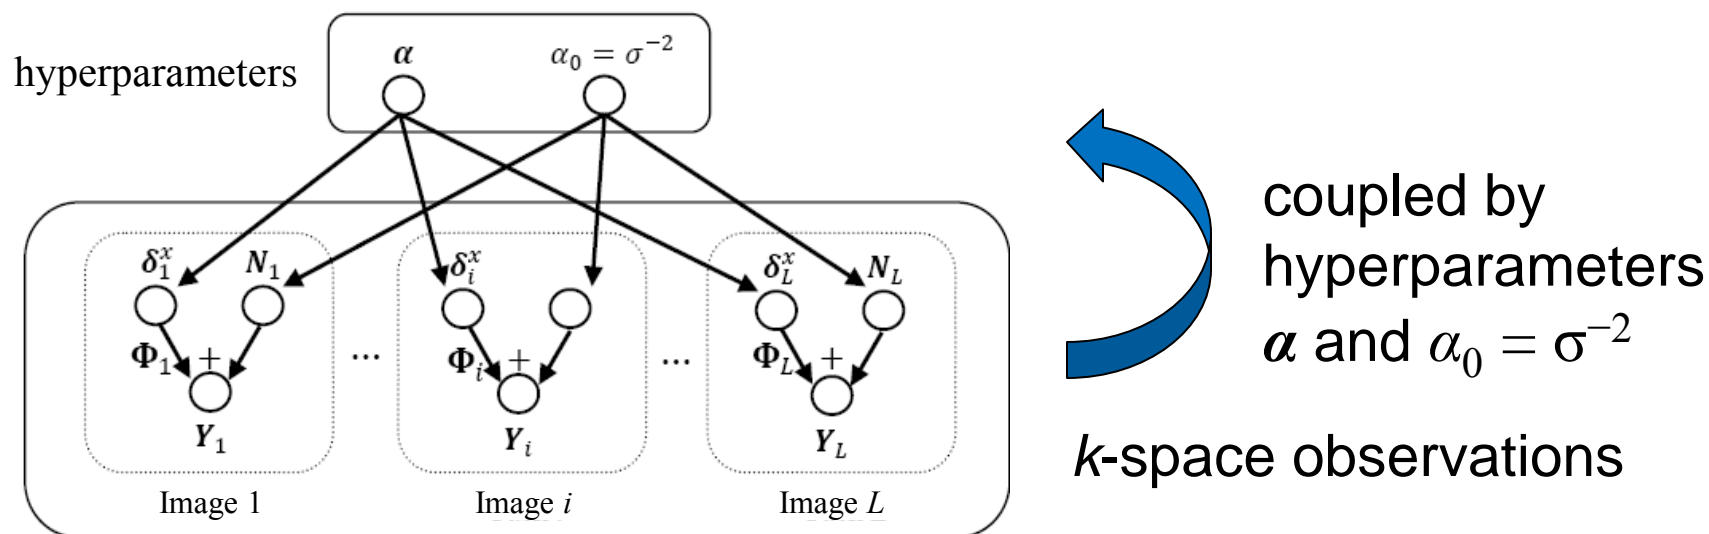 hyperparameters
α α₀ = σ⁻²
δ₁ˣ N₁ δᵢˣ δ_Lˣ N_L
Φ₁ + ... Φᵢ + ... Φ_L +
Y₁ Yᵢ Y_L
Image 1 Image i Image L
coupled by
hyperparameters
α and α₀ = σ⁻²
k-space observations